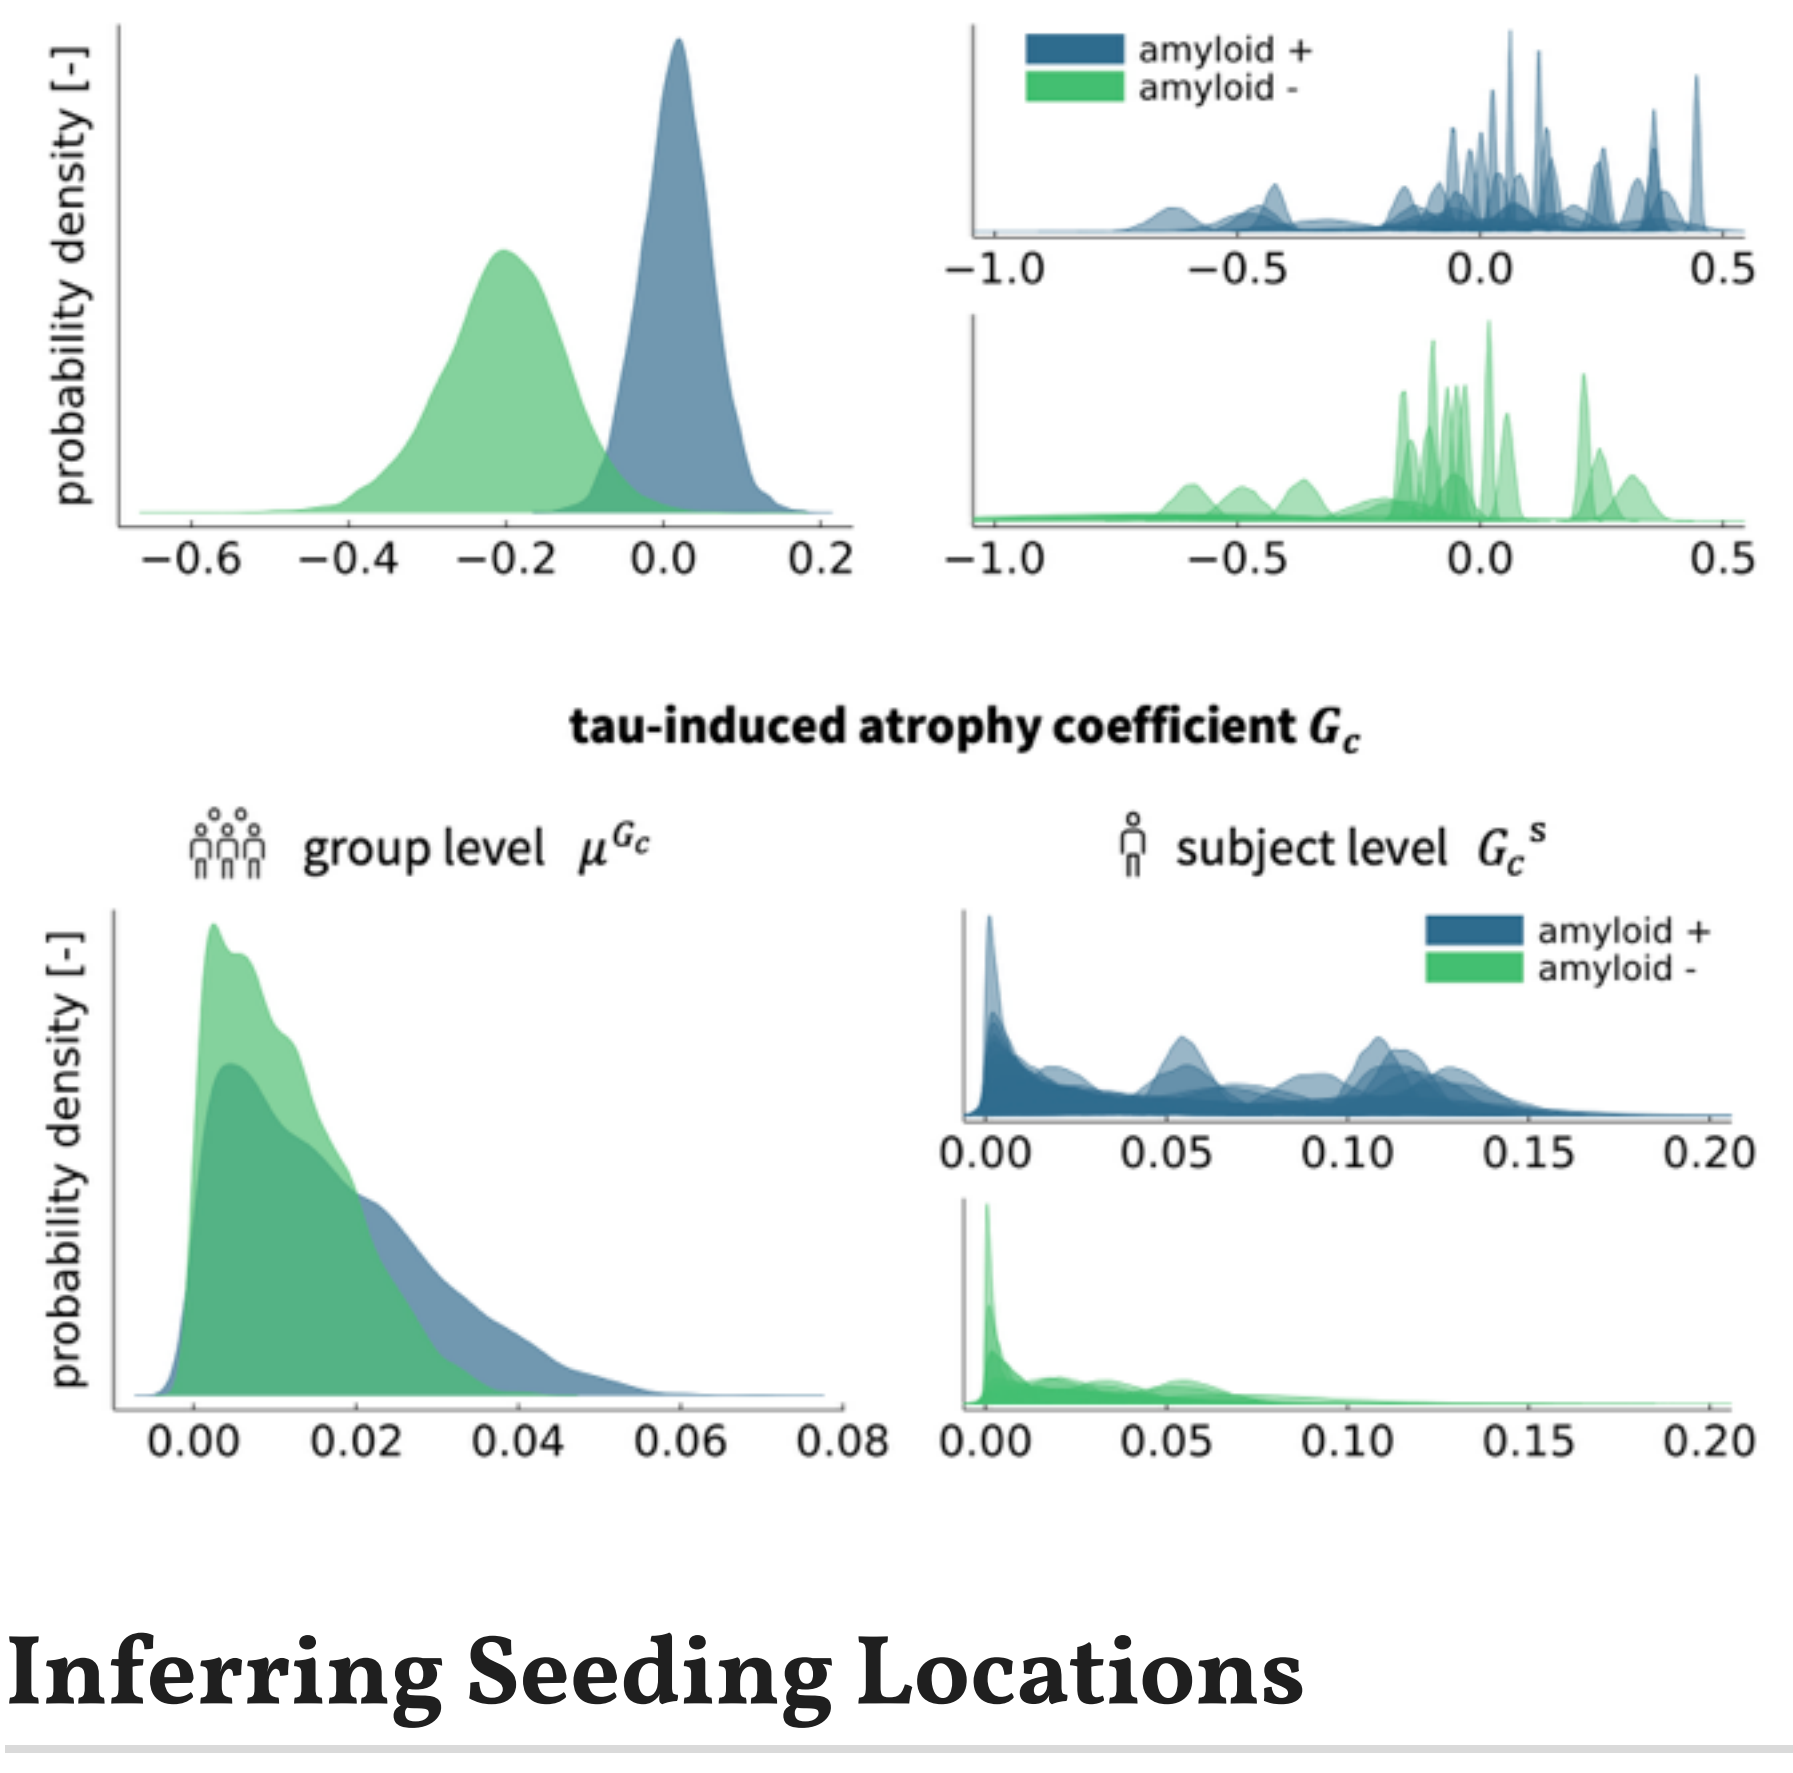 probability density [-]
−0.6 −0.4 −0.2 0.0 0.2
amyloid +
amyloid -
−1.0 −0.5 0.0 0.5
−1.0 −0.5 0.0 0.5
tau-induced atrophy coefficient G_c
group level μ^{G_c}
subject level G_c^s
probability density [-]
0.00 0.02 0.04 0.06 0.08
amyloid +
amyloid -
0.00 0.05 0.10 0.15 0.20
0.00 0.05 0.10 0.15 0.20
Inferring Seeding Locations